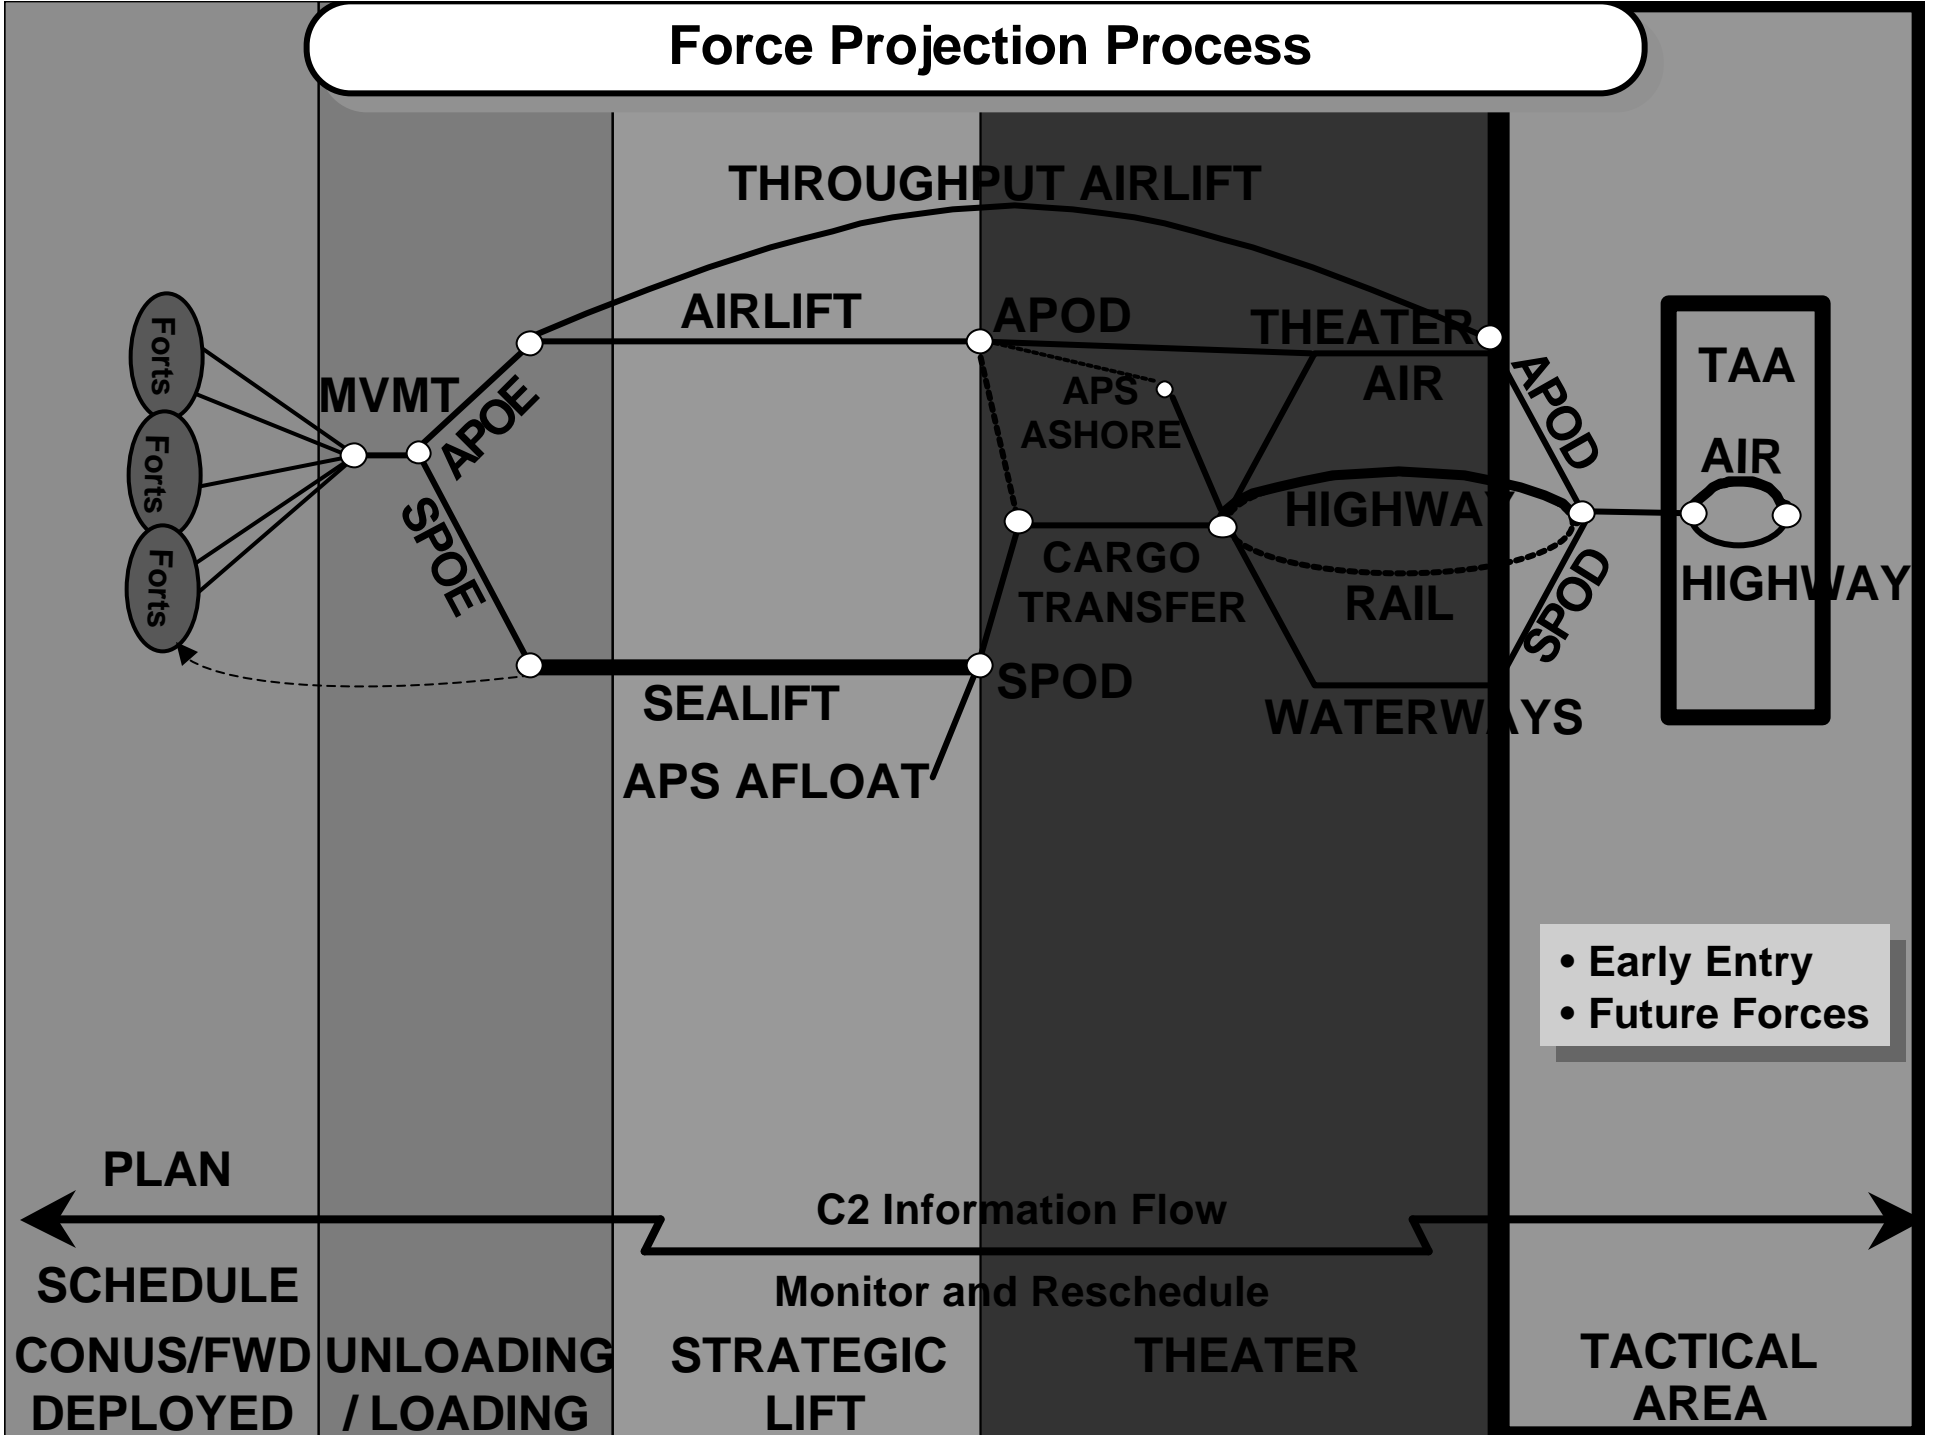 Force Projection Process
THROUGHPUT AIRLIFT
AIRLIFT
APOD
THEATER
AIR
APS
ASHORE
Forts
Forts
Forts
MVMT
APOE
SPOE
HIGHWAY
RAIL
CARGO
TRANSFER
WATERWAYS
SPOD
SEALIFT
APS AFLOAT
APOD
SPOD
TAA
AIR
HIGHWAY
• Early Entry
• Future Forces
PLAN
C2 Information Flow
SCHEDULE
Monitor and Reschedule
CONUS/FWD
DEPLOYED
UNLOADING
/ LOADING
STRATEGIC
LIFT
THEATER
TACTICAL
AREA